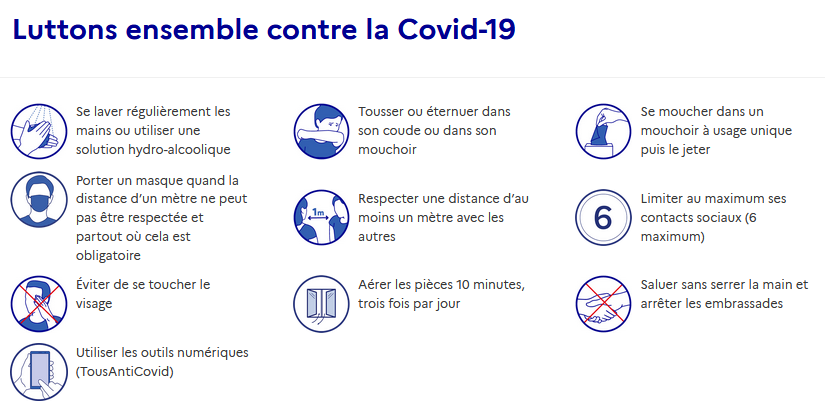 Luttons ensemble contre la Covid-19
Se laver régulièrement les
mains ou utiliser une
solution hydro-alcoolique
Tousser ou éternuer dans
son coude ou dans son
mouchoir
Se moucher dans un
mouchoir à usage unique
puis le jeter
Porter un masque quand la
distance d'un mètre ne peut
pas être respectée et
partout où cela est
obligatoire
1m
Respecter une distance d'au
moins un mètre avec les
autres
6
Limiter au maximum ses
contacts sociaux (6
maximum)
Éviter de se toucher le
visage
Aérer les pièces 10 minutes,
trois fois par jour
Saluer sans serrer la main et
arrêter les embrassades
Utiliser les outils numériques
(TousAntiCovid)